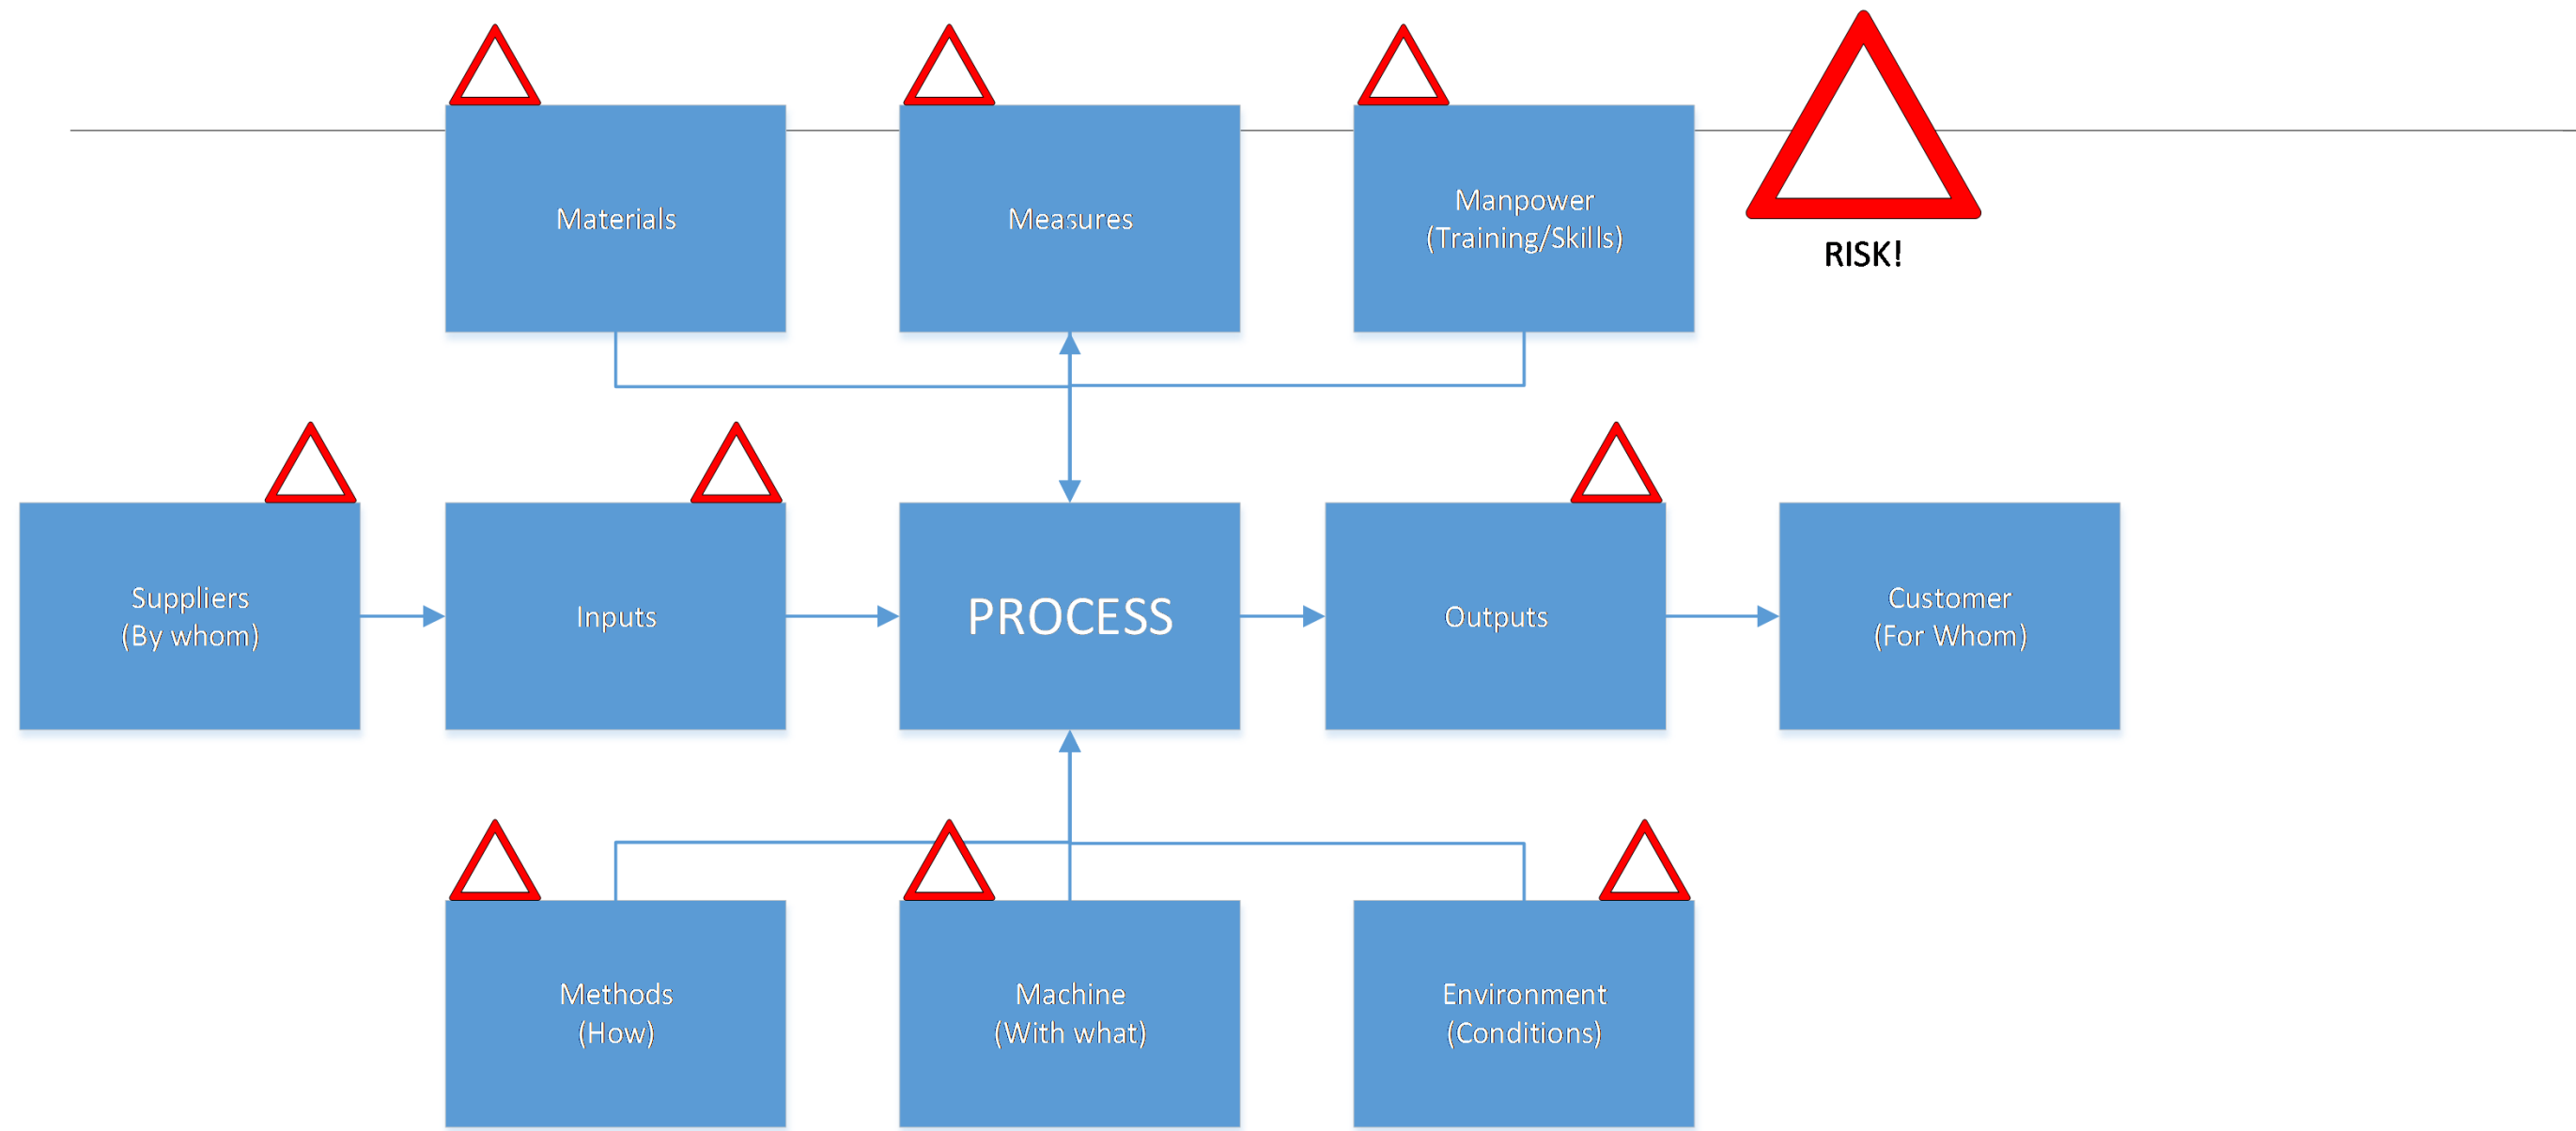 Materials
Measures
Manpower
(Training/Skills)
RISK!
Suppliers
(By whom)
Inputs
PROCESS
Outputs
Customer
(For Whom)
Methods
(How)
Machine
(With what)
Environment
(Conditions)